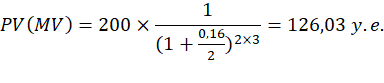 PV(MV) = 200 × 1/(1 + 0,16/2)^(2×3) = 126,03 у.е.